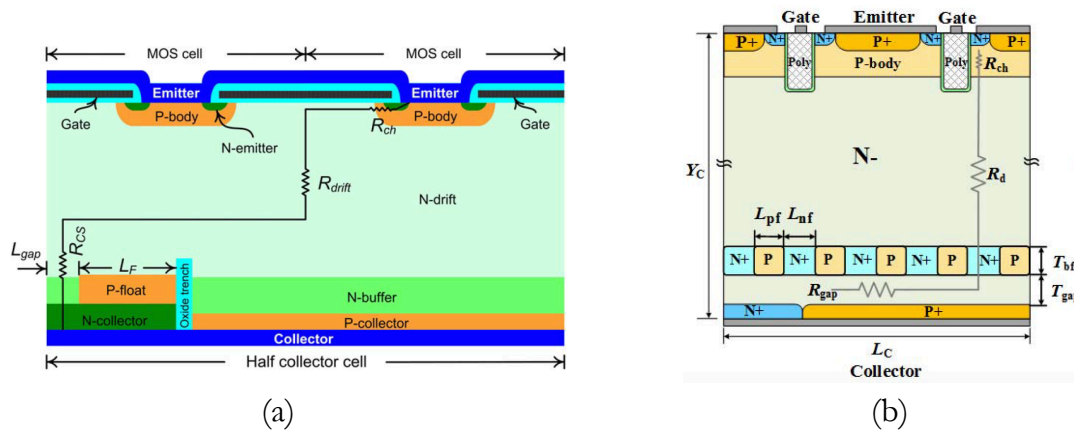 MOS cell
MOS cell
Emitter
Emitter
P-body
P-body
Gate
N-emitter
R_ch
Gate
R_drift
N-drift
L_gap
R_CS
L_F
P-float
Oxide trench
N-buffer
N-collector
P-collector
Collector
Half collector cell
(a)
Gate
Emitter
Gate
P+
N+
N+
P+
N+
N+
P+
Poly
Poly
P-body
R_ch
N-
Y_C
R_d
L_pf
L_nf
N+
P
N+
P
N+
P
N+
P
N+
P
T_bf
R_gap
T_gap
N+
P+
L_C
Collector
(b)